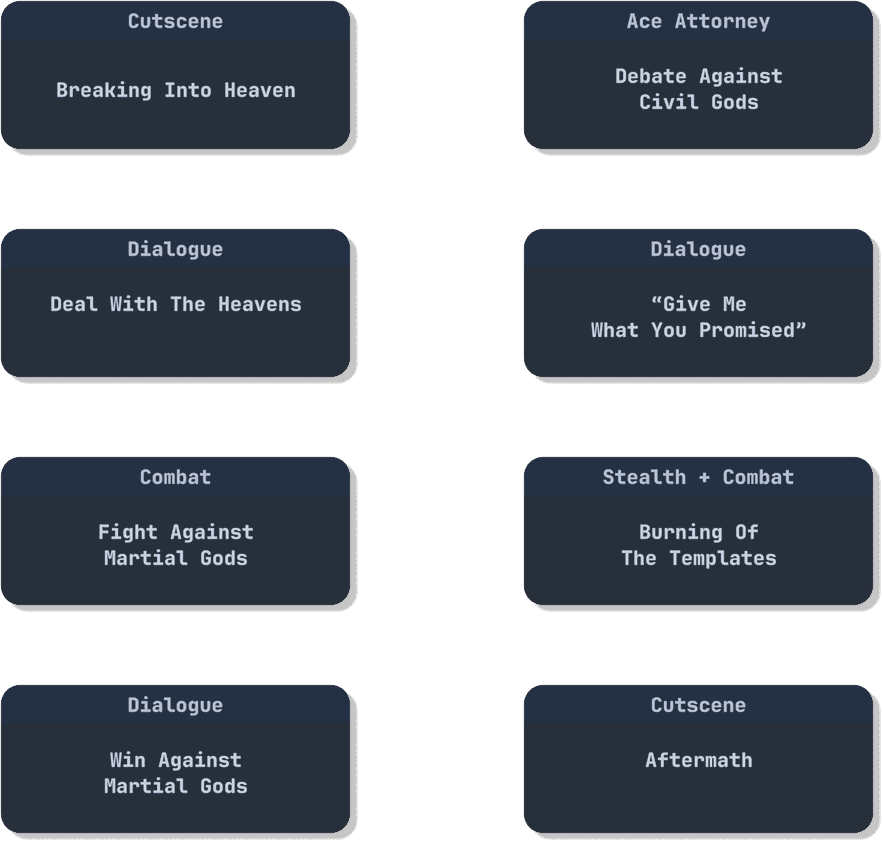 Cutscene
Breaking Into Heaven
Dialogue
Deal With The Heavens
Combat
Fight Against
Martial Gods
Dialogue
Win Against
Martial Gods
Ace Attorney
Debate Against
Civil Gods
Dialogue
“Give Me
What You Promised”
Stealth + Combat
Burning Of
The Templates
Cutscene
Aftermath